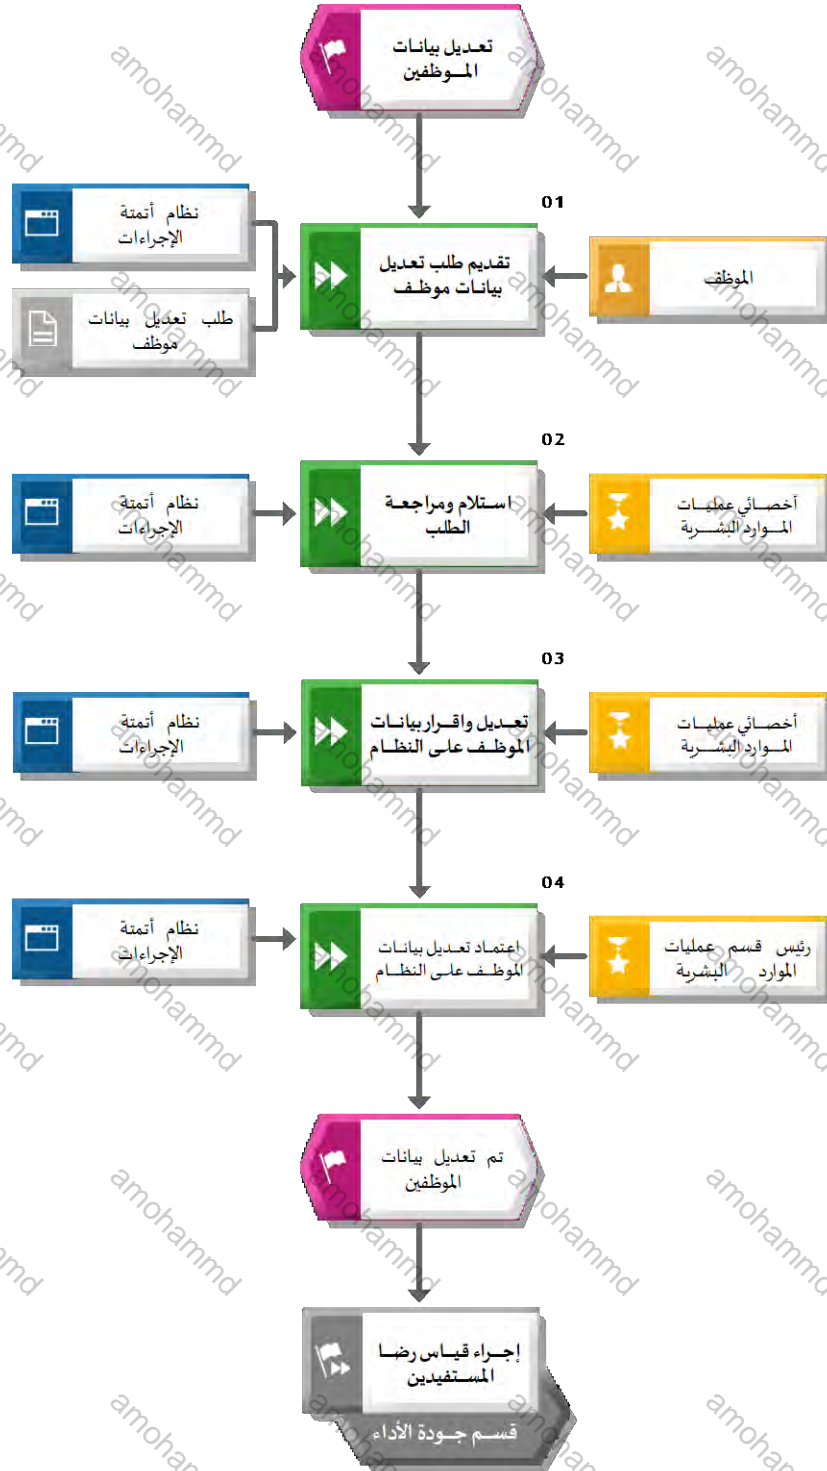 تعديل بيانات
الموظفين
01
الموظف
تقديم طلب تعديل
بيانات موظف
نظام أتمتة
الإجراءات
طلب تعديل بيانات
موظف
02
أخصائي عمليات
الموارد البشرية
استلام ومراجعة
الطلب
نظام أتمتة
الإجراءات
03
أخصائي عمليات
الموارد البشرية
تعديل واقرار بيانات
الموظف على النظام
نظام أتمتة
الإجراءات
04
رئس قسم عمليات
الموارد البشرية
اعتماد تعديل بيانات
الموظف على النظام
نظام أتمتة
الإجراءات
تم تعديل بيانات
الموظفين
إجراء قياس رضا
المستفيدين
قسم جودة الأداء
amohammd